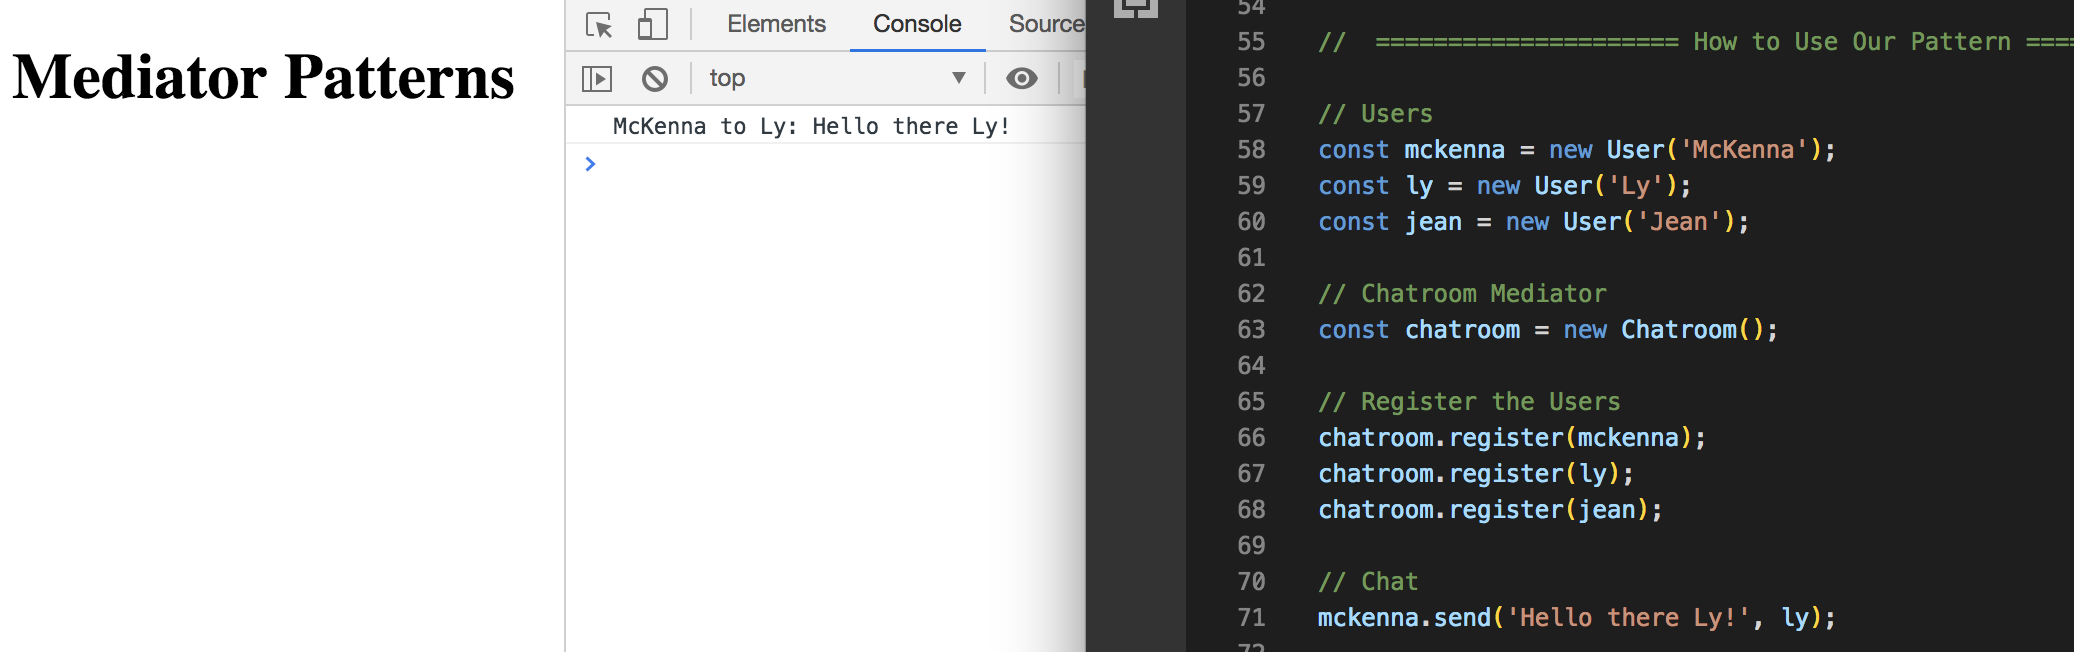 Mediator Patterns
Elements Console Source
top
McKenna to Ly: Hello there Ly!
>
54
55 // ===================== How to Use Our Pattern ====
56
57 // Users
58 const mckenna = new User('McKenna');
59 const ly = new User('Ly');
60 const jean = new User('Jean');
61
62 // Chatroom Mediator
63 const chatroom = new Chatroom();
64
65 // Register the Users
66 chatroom.register(mckenna);
67 chatroom.register(ly);
68 chatroom.register(jean);
69
70 // Chat
71 mckenna.send('Hello there Ly!', ly);
72